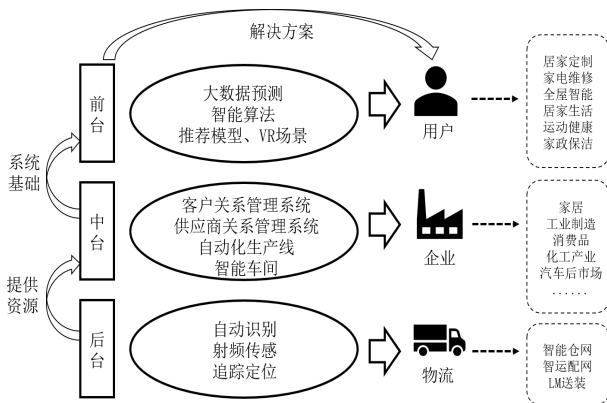 解决方案
前台
大数据预测
智能算法
推荐模型、VR场景
用户
居家定制
家电维修
全屋智能
居家生活
运动健康
家政保洁
系统
基础
中台
客户关系管理系统
供应商关系管理系统
自动化生产线
智能车间
企业
家居
工业制造
消费品
化工产业
汽车后市场
......
提供
资源
后台
自动识别
射频传感
追踪定位
物流
智能仓网
智运配网
LM送装